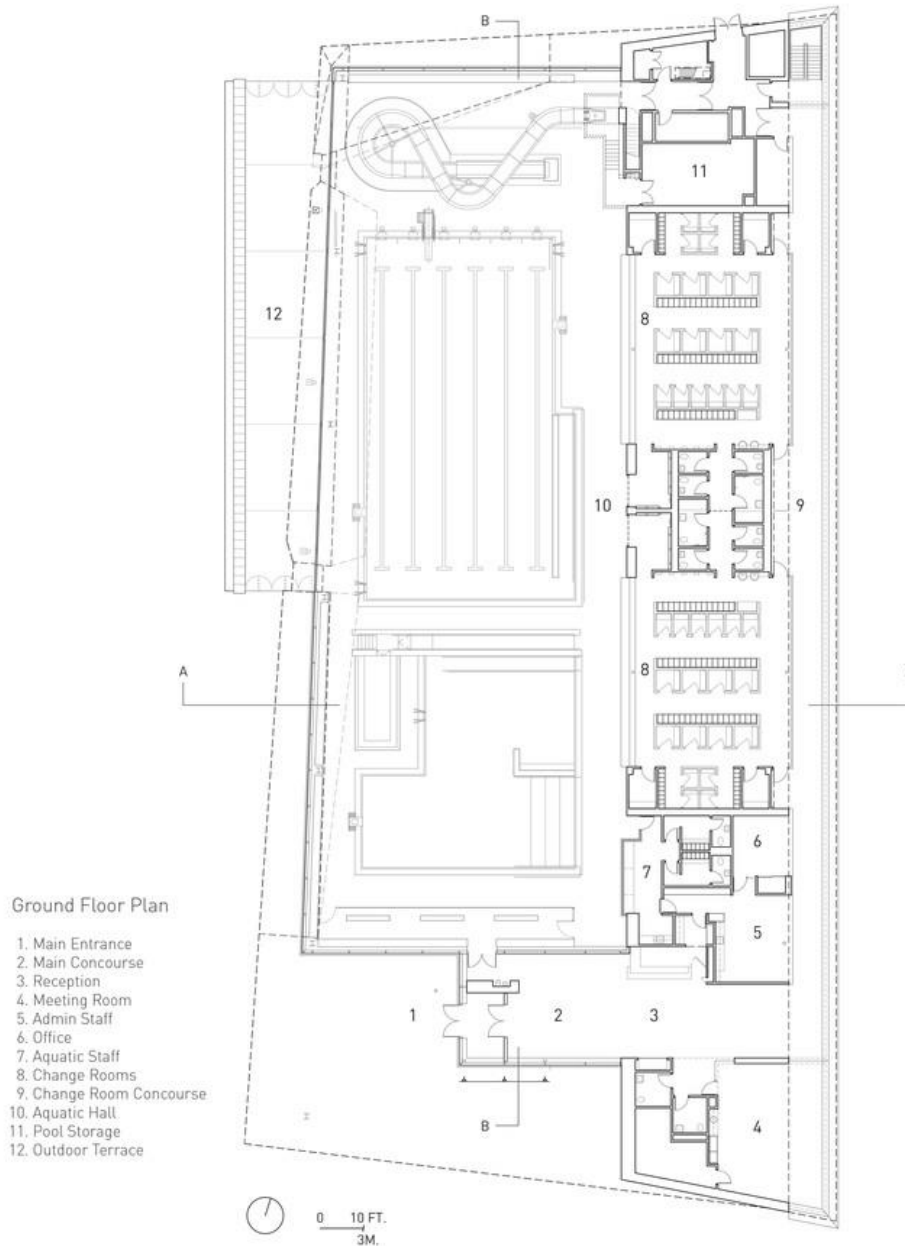 B
11
8
12
10
9
A
8
6
7
5
Ground Floor Plan
1. Main Entrance
2. Main Concourse
3. Reception
4. Meeting Room
5. Admin Staff
6. Office
7. Aquatic Staff
8. Change Rooms
9. Change Room Concourse
10. Aquatic Hall
11. Pool Storage
12. Outdoor Terrace
1
2
3
B
4
0 10 FT.
3M.